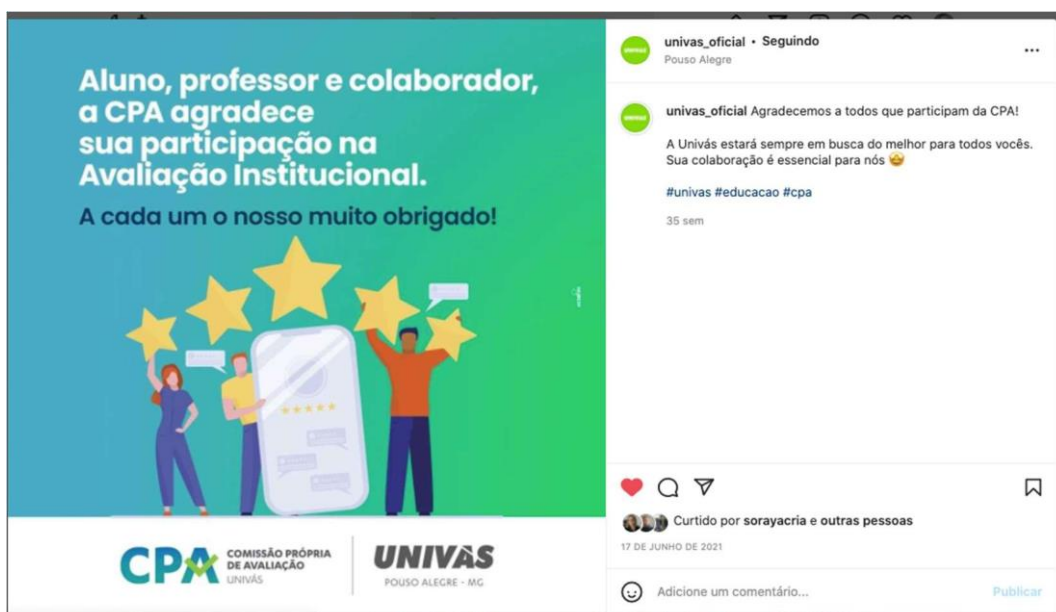 Aluno, professor e colaborador,
a CPA agradece
sua participação na
Avaliação Institucional.
A cada um o nosso muito obrigado!
CPA
COMISSÃO PRÓPRIA
DE AVALIAÇÃO
UNIVÁS
UNIVÀS
POUSO ALEGRE - MG
univas_oficial • Seguindo
Pouso Alegre
univas_oficial Agradecemos a todos que participam da CPA!
A Univás estará sempre em busca do melhor para todos vocês.
Sua colaboração é essencial para nós 🤩
#univas #educacao #cpa
35 sem
Curtido por sorayacria e outras pessoas
17 DE JUNHO DE 2021
Adicione um comentário...
Publicar